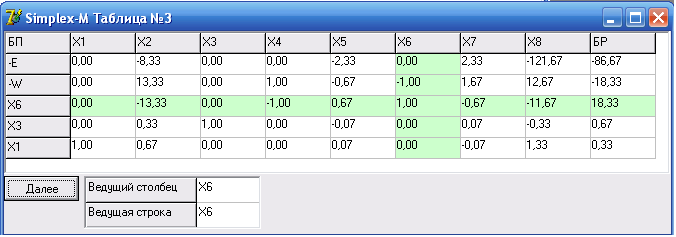 Simplex-M Таблица №3
БП X1 X2 X3 X4 X5 X6 X7 X8 БР
-E 0,00 -8,33 0,00 0,00 -2,33 0,00 2,33 -121,67 -86,67
-W 0,00 13,33 0,00 1,00 -0,67 -1,00 1,67 12,67 -18,33
X6 0,00 -13,33 0,00 -1,00 0,67 1,00 -0,67 -11,67 18,33
X3 0,00 0,33 1,00 0,00 -0,07 0,00 0,07 -0,33 0,67
X1 1,00 0,67 0,00 0,00 0,07 0,00 -0,07 1,33 0,33
Далее
Ведущий столбец X6
Ведущая строка X6